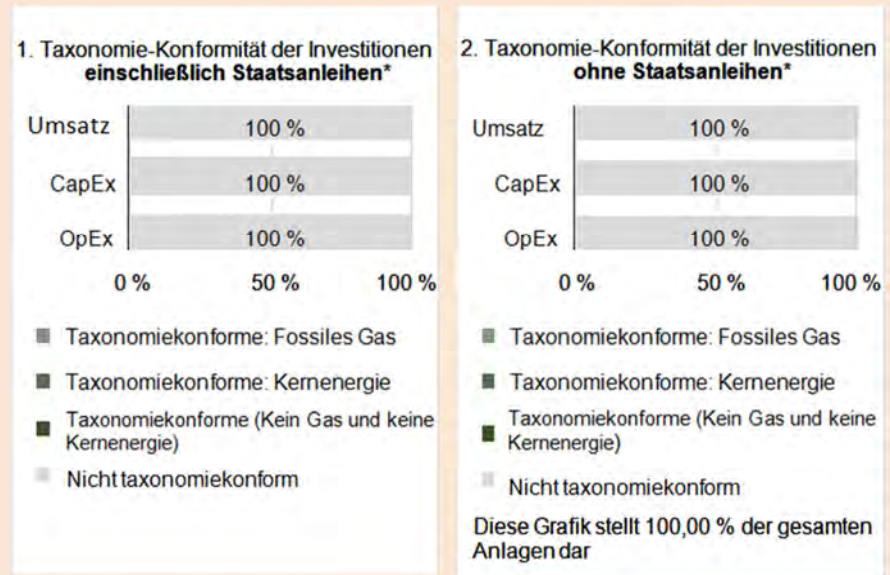 1. Taxonomie-Konformität der Investitionen
einschließlich Staatsanleihen*
Umsatz 100 %
CapEx 100 %
OpEx 100 %
0 % 50 % 100 %
Taxonomiekonforme: Fossiles Gas
Taxonomiekonforme: Kernenergie
Taxonomiekonforme (Kein Gas und keine
Kernenergie)
Nicht taxonomiekonform
2. Taxonomie-Konformität der Investitionen
ohne Staatsanleihen*
Umsatz 100 %
CapEx 100 %
OpEx 100 %
0 % 50 % 100 %
Taxonomiekonforme: Fossiles Gas
Taxonomiekonforme: Kernenergie
Taxonomiekonforme (Kein Gas und keine
Kernenergie)
Nicht taxonomiekonform
Diese Grafik stellt 100,00 % der gesamten
Anlagen dar